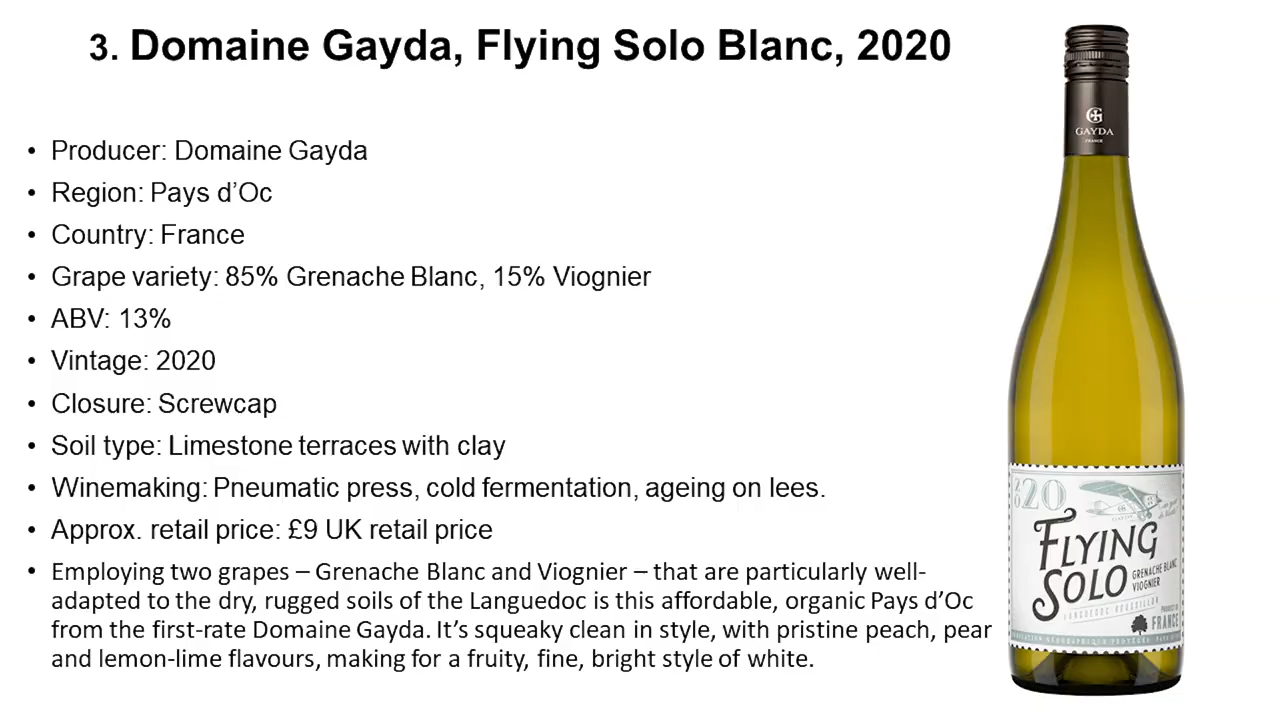 3. Domaine Gayda, Flying Solo Blanc, 2020
• Producer: Domaine Gayda
• Region: Pays d’Oc
• Country: France
• Grape variety: 85% Grenache Blanc, 15% Viognier
• ABV: 13%
• Vintage: 2020
• Closure: Screwcap
• Soil type: Limestone terraces with clay
• Winemaking: Pneumatic press, cold fermentation, ageing on lees.
• Approx. retail price: £9 UK retail price
• Employing two grapes – Grenache Blanc and Viognier – that are particularly well-
adapted to the dry, rugged soils of the Languedoc is this affordable, organic Pays d’Oc
from the first-rate Domaine Gayda. It’s squeaky clean in style, with pristine peach, pear
and lemon-lime flavours, making for a fruity, fine, bright style of white.
GAYDA
FRANCE
2020
FLYING
SOLO
GRENACHE BLANC
VIOGNIER
LANGUEDOC ROUSSILLON
PRODUCT OF
FRANCE